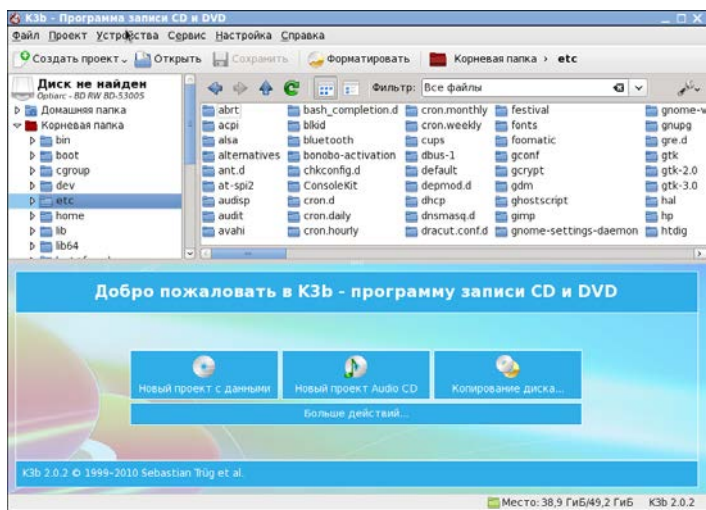 K3b - Программа записи CD и DVD
Файл Проект Устройства Сервис Настройка Справка
Создать проект Открыть Сохранить Форматировать Корневая папка › etc
Диск не найден
Optiarc - BD RW BD-5300S
Фильтр: Все файлы
Домашняя папка
Корневая папка
bin
boot
cgroup
dev
etc
home
lib
lib64
abrt bash_completion.d cron.monthly festival gnome-v
acpi blkid cron.weekly fonts gnupg
alsa bluetooth cups foomatic gre.d
alternatives bonobo-activation dbus-1 gconf gtk
ant.d chkconfig.d default gcrypt gtk-2.0
at-spi2 ConsoleKit depmod.d gdm gtk-3.0
audisp cron.d dhcp ghostscript hal
audit cron.daily dnsmasq.d gimp hp
avahi cron.hourly dracut.conf.d gnome-settings-daemon htdig
Добро пожаловать в K3b - программу записи CD и DVD
Новый проект с данными Новый проект Audio CD Копирование диска...
Больше действий...
K3b 2.0.2 © 1999-2010 Sebastian Trüg et al.
Место: 38,9 ГиБ/49,2 ГиБ K3b 2.0.2